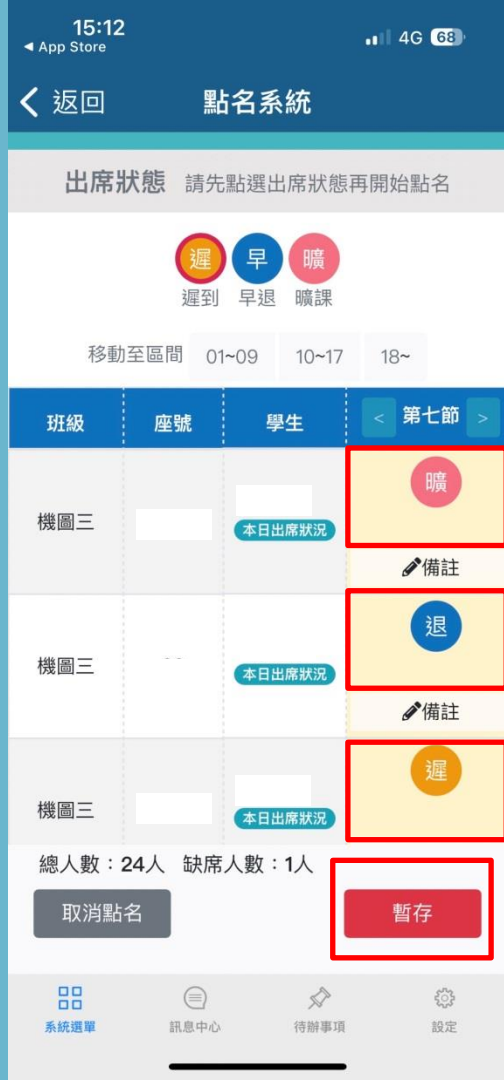 15:12
◀ App Store
4G 68
返回 點名系統
出席狀態 請先點選出席狀態再開始點名
遲 早 曠
遲到 早退 曠課
移動至區間 01~09 10~17 18~
班級 座號 學生 < 第七節 >
曠
機圖三 本日出席狀況
備註
退
機圖三 本日出席狀況
備註
遲
機圖三 本日出席狀況
總人數：24人 缺席人數：1人
取消點名 暫存
系統選單 訊息中心 待辦事項 設定